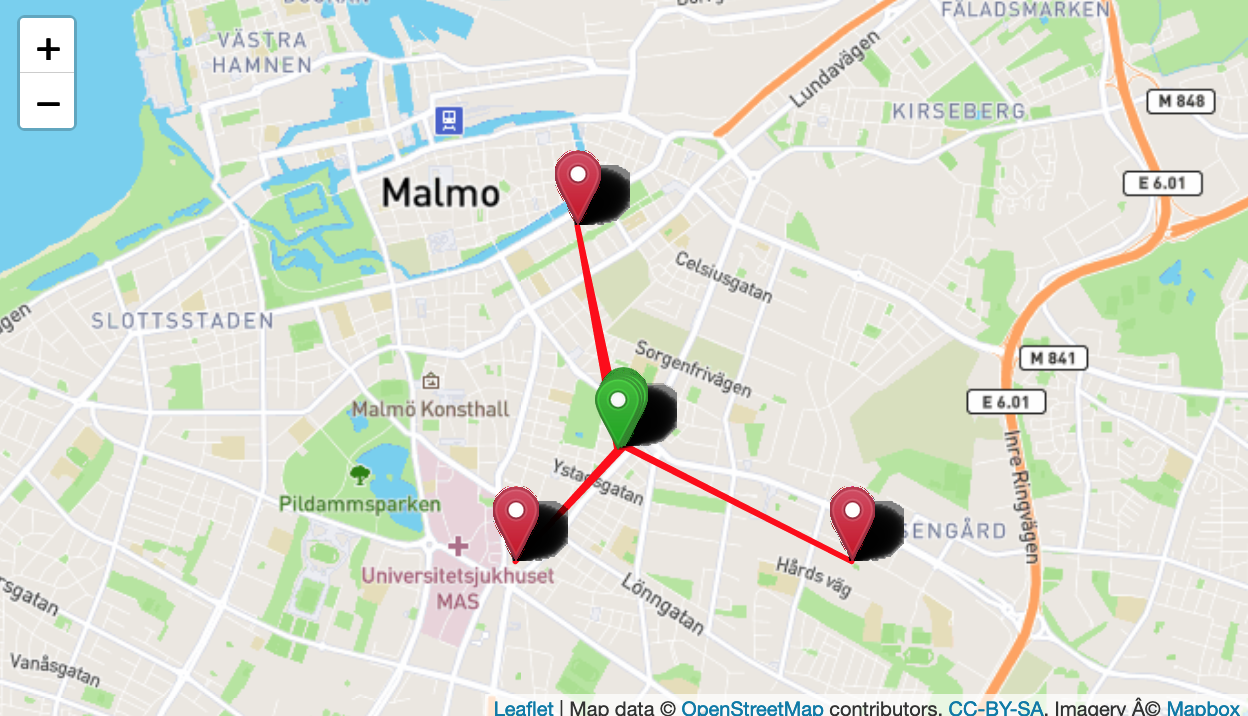 FÄLADSMARKEN
VÄSTRA
HAMNEN
Lundavägen
M 848
KIRSEBERG
E 6.01
Malmo
Celsiusgatan
SLOTTSSTADEN
Sorgenfrivägen
M 841
E 6.01
Malmö Konsthall
Inre Ringvägen
Ystadsgatan
Pildammsparken
SENGÅRD
Universitetsjukhuset
MAS
Hårds väg
Lönngatan
Vanåsgatan
+
−
Leaflet | Map data © OpenStreetMap contributors, CC-BY-SA, Imagery Â© Mapbox